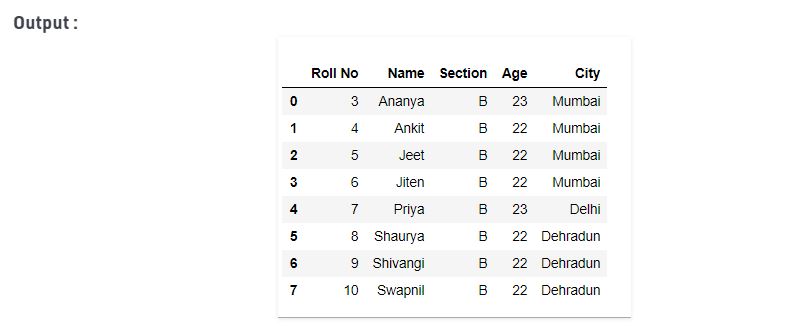 Output :
Roll No Name Section Age City
0 3 Ananya B 23 Mumbai
1 4 Ankit B 22 Mumbai
2 5 Jeet B 22 Mumbai
3 6 Jiten B 22 Mumbai
4 7 Priya B 23 Delhi
5 8 Shaurya B 22 Dehradun
6 9 Shivangi B 22 Dehradun
7 10 Swapnil B 22 Dehradun